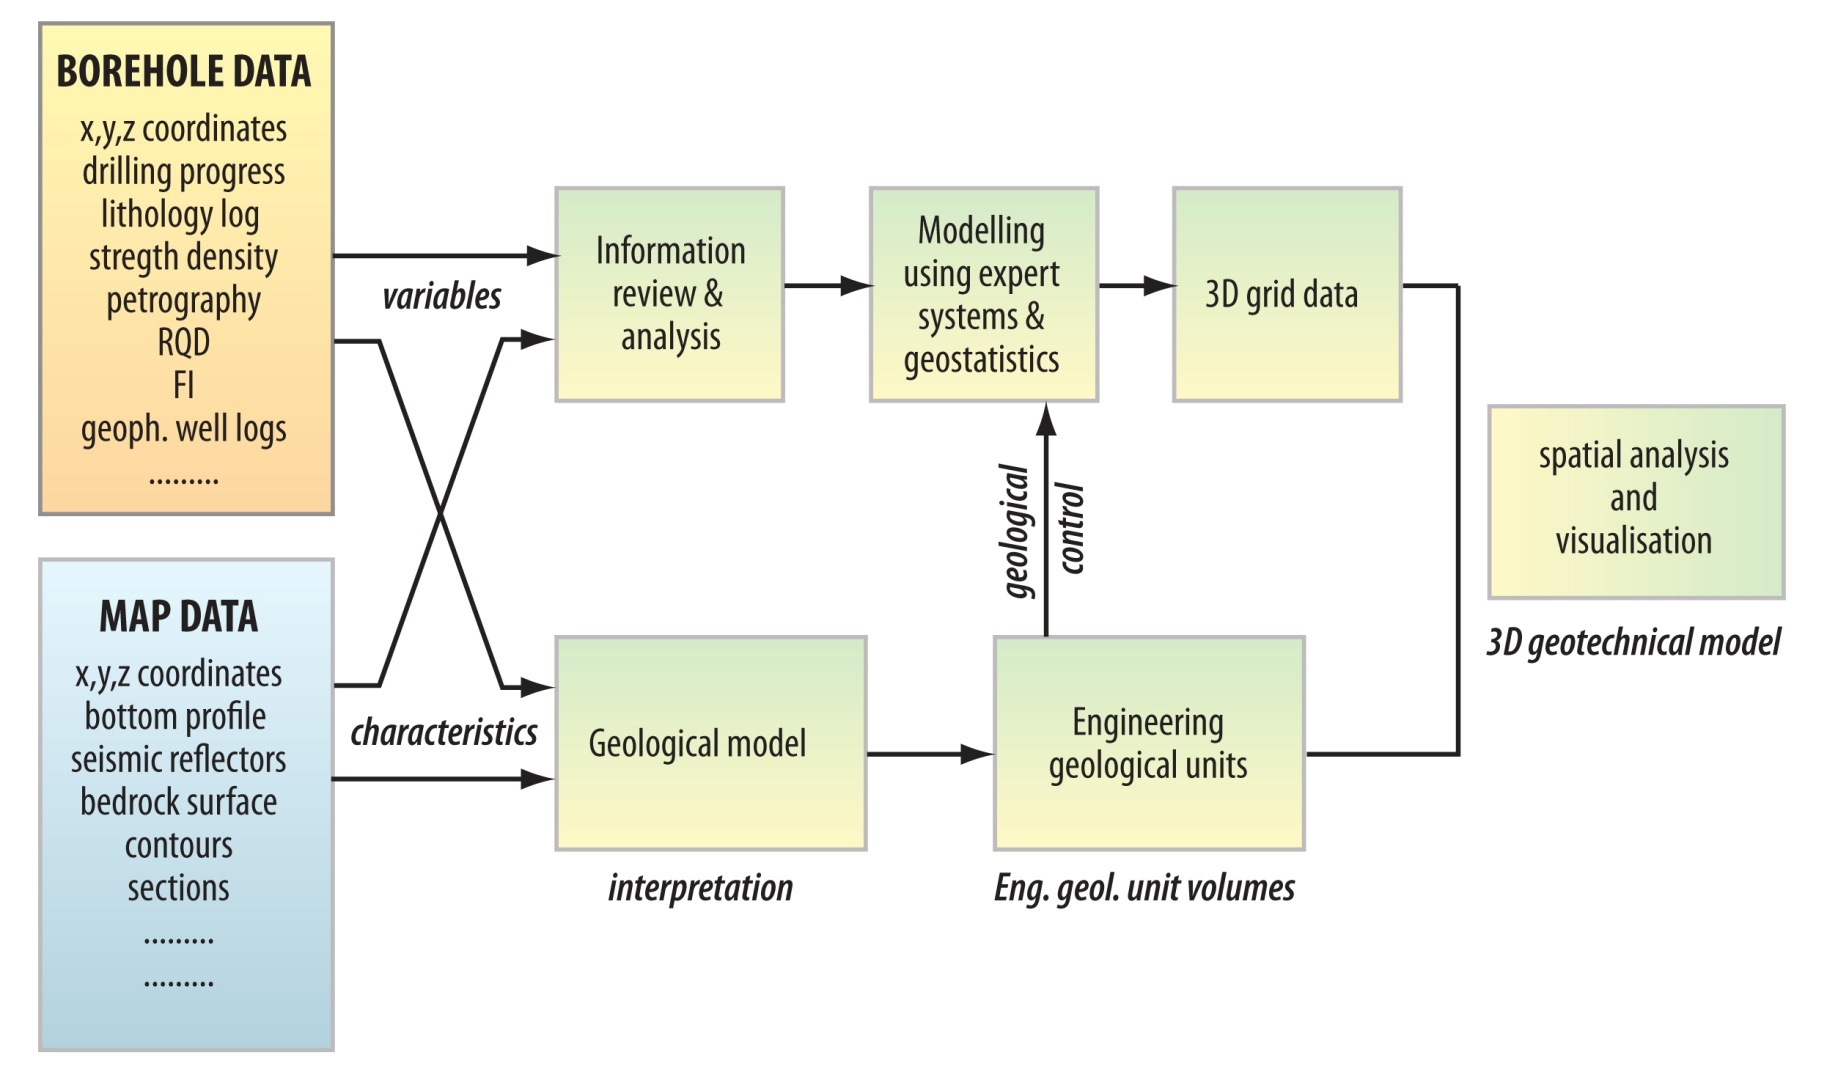 BOREHOLE DATA
x,y,z coordinates
drilling progress
lithology log
stregth density
petrography
RQD
FI
geoph. well logs
.........
MAP DATA
x,y,z coordinates
bottom profile
seismic reflectors
bedrock surface
contours
sections
.........
.........
variables
characteristics
Information
review &
analysis
Modelling
using expert
systems &
geostatistics
3D grid data
geological
control
Geological model
interpretation
Engineering
geological units
Eng. geol. unit volumes
spatial analysis
and
visualisation
3D geotechnical model